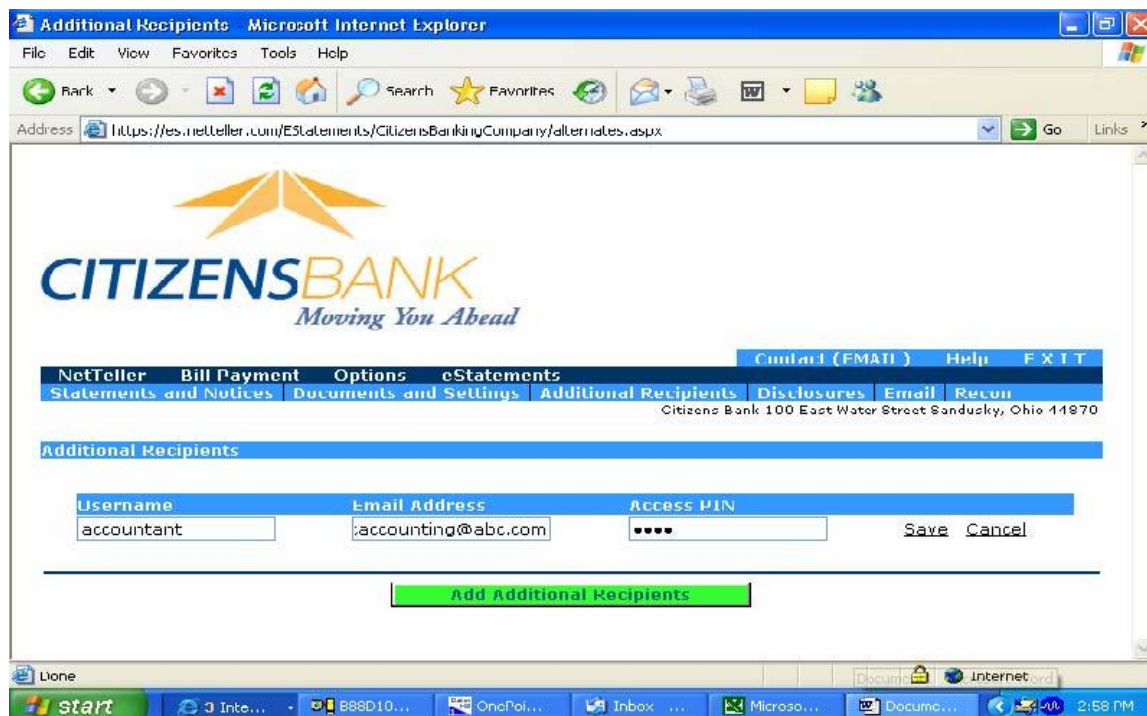 Additional Recipients - Microsoft Internet Explorer
File Edit View Favorites Tools Help
Back Search Favorites
Address https://es.netteller.com/EStatements/CitizensBankingCompany/alternates.aspx Go Links
CITIZENSBANK
Moving You Ahead
Contact (EMAIL) Help EXIT
NetTeller Bill Payment Options eStatements
Statements and Notices Documents and Settings Additional Recipients Disclosures Email Recon
Citizens Bank 100 East Water Street Sandusky, Ohio 44870
Additional Recipients
Username Email Address Access PIN
accountant :accounting@abc.com •••• Save Cancel
Add Additional Recipients
Done Internet
start 3 Inte... B88D10... OnePoi... Inbox ... Microso... Docume... 2:58 PM